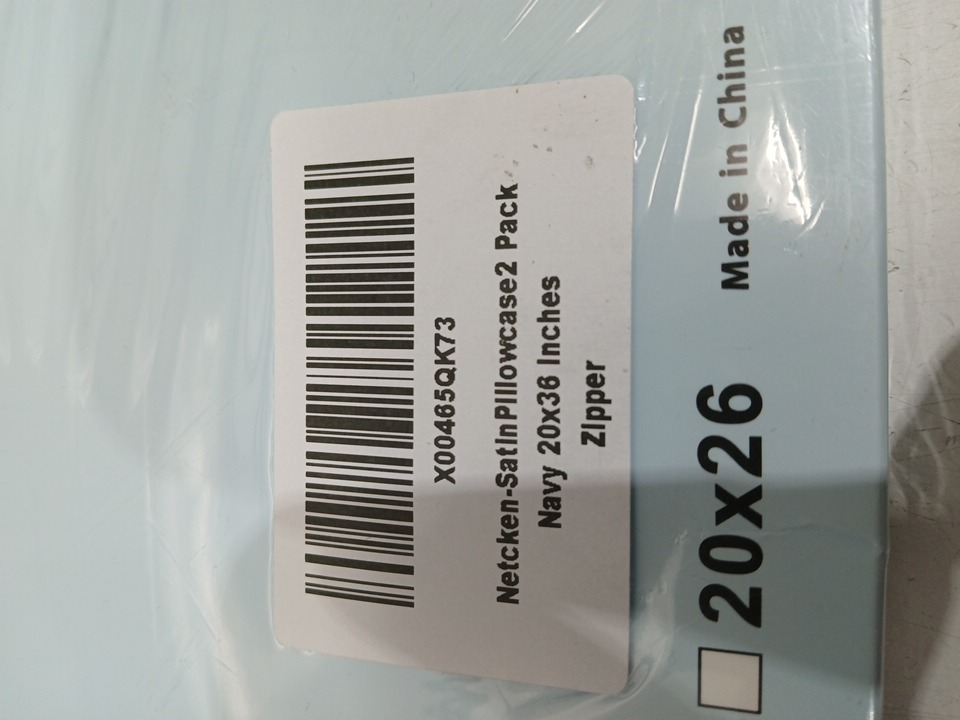 X00465QK73
Netcken-SatinPillowcase2 Pack
Navy 20x36 Inches
Zipper
20x26
Made in China